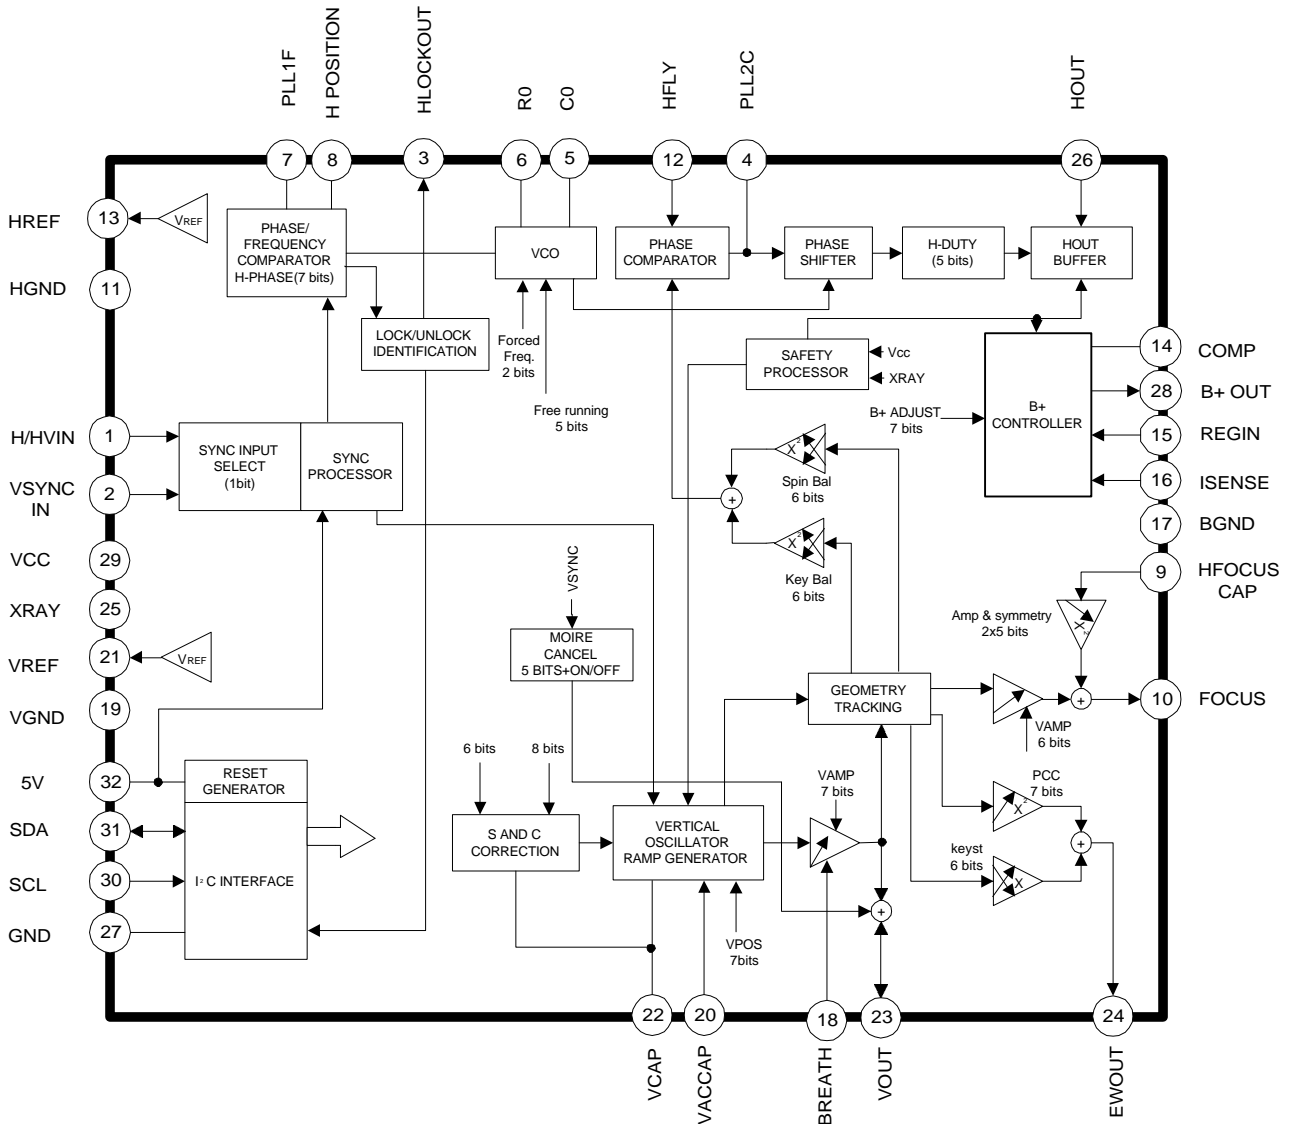 PLL1F
H POSITION
HLOCKOUT
R0
C0
HFLY
PLL2C
HOUT
7
8
3
6
5
12
4
26
HREF
13
VREF
HGND
11
PHASE/
FREQUENCY
COMPARATOR
H-PHASE(7 bits)
VCO
PHASE
COMPARATOR
PHASE
SHIFTER
H-DUTY
(5 bits)
HOUT
BUFFER
LOCK/UNLOCK
IDENTIFICATION
Forced
Freq.
2 bits
Free running
5 bits
SAFETY
PROCESSOR
Vcc
XRAY
B+ ADJUST
7 bits
B+
CONTROLLER
14
COMP
28
B+ OUT
15
REGIN
16
ISENSE
17
BGND
9
HFOCUS
CAP
H/HVIN
1
VSYNC
IN
2
SYNC INPUT
SELECT
(1bit)
SYNC
PROCESSOR
X2
Spin Bal
6 bits
+
X2
Key Bal
6 bits
VCC
29
XRAY
25
VREF
21
VREF
VGND
19
VSYNC
MOIRE
CANCEL
5 BITS+ON/OFF
Amp & symmetry
2x5 bits
X2
GEOMETRY
TRACKING
+
10
FOCUS
VAMP
6 bits
5V
32
RESET
GENERATOR
SDA
31
SCL
30
I2C INTERFACE
GND
27
6 bits
8 bits
S AND C
CORRECTION
VERTICAL
OSCILLATOR
RAMP GENERATOR
VAMP
7 bits
PCC
7 bits
X2
keyst
6 bits
X
+
+
VPOS
7bits
22
20
18
23
24
VCAP
VACCCAP
BREATH
VOUT
EWOUT